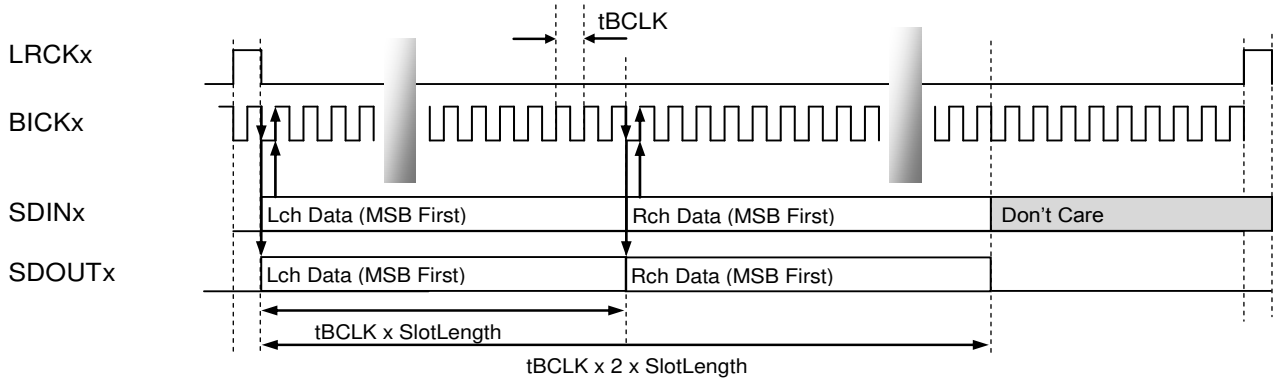 tBCLK
LRCKx
BICKx
SDINx
Lch Data (MSB First)
Rch Data (MSB First)
Don't Care
SDOUTx
Lch Data (MSB First)
Rch Data (MSB First)
tBCLK x SlotLength
tBCLK x 2 x SlotLength